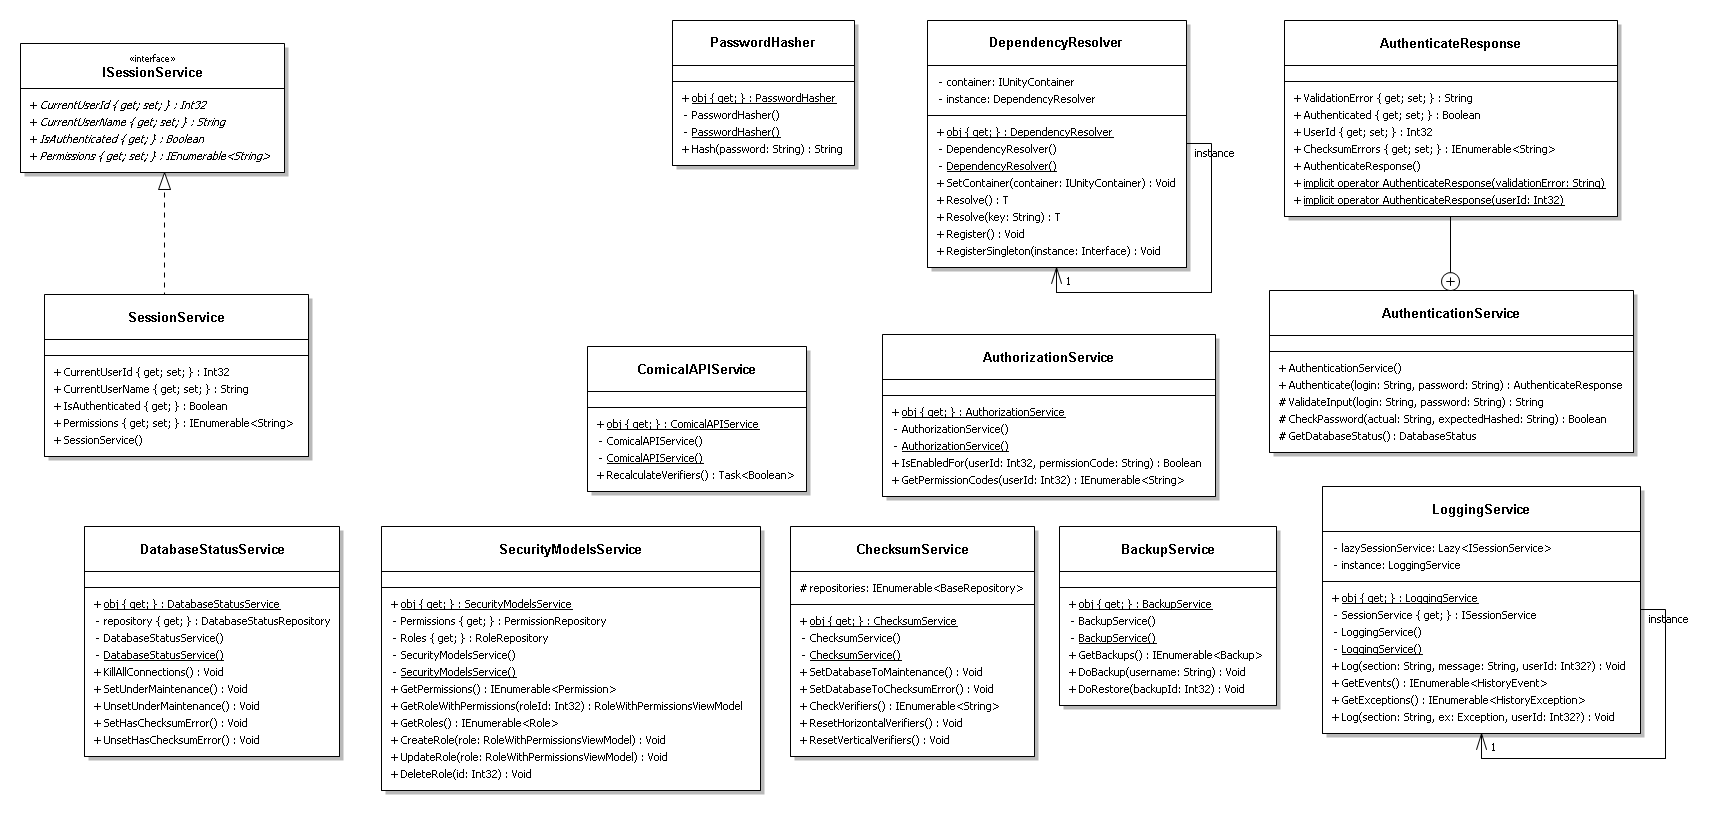 «interface»
ISessionService
+ CurrentUserId { get; set; } : Int32
+ CurrentUserName { get; set; } : String
+ IsAuthenticated { get; } : Boolean
+ Permissions { get; set; } : IEnumerable<String>
SessionService
+ CurrentUserId { get; set; } : Int32
+ CurrentUserName { get; set; } : String
+ IsAuthenticated { get; } : Boolean
+ Permissions { get; set; } : IEnumerable<String>
+ SessionService()
PasswordHasher
+ obj { get; } : PasswordHasher
- PasswordHasher()
- PasswordHasher()
+ Hash(password: String) : String
DependencyResolver
- container: IUnityContainer
- instance: DependencyResolver
+ obj { get; } : DependencyResolver
- DependencyResolver()
- DependencyResolver()
+ SetContainer(container: IUnityContainer) : Void
+ Resolve() : T
+ Resolve(key: String) : T
+ Register() : Void
+ RegisterSingleton(instance: Interface) : Void
instance
1
AuthenticateResponse
+ ValidationError { get; set; } : String
+ Authenticated { get; set; } : Boolean
+ UserId { get; set; } : Int32
+ ChecksumErrors { get; set; } : IEnumerable<String>
+ AuthenticateResponse()
+ implicit operator AuthenticateResponse(validationError: String)
+ implicit operator AuthenticateResponse(userId: Int32)
AuthenticationService
+ AuthenticationService()
+ Authenticate(login: String, password: String) : AuthenticateResponse
# ValidateInput(login: String, password: String) : String
# CheckPassword(actual: String, expectedHashed: String) : Boolean
# GetDatabaseStatus() : DatabaseStatus
ComicalAPIService
+ obj { get; } : ComicalAPIService
- ComicalAPIService()
- ComicalAPIService()
+ RecalculateVerifiers() : Task<Boolean>
AuthorizationService
+ obj { get; } : AuthorizationService
- AuthorizationService()
- AuthorizationService()
+ IsEnabledFor(userId: Int32, permissionCode: String) : Boolean
+ GetPermissionCodes(userId: Int32) : IEnumerable<String>
DatabaseStatusService
+ obj { get; } : DatabaseStatusService
- repository { get; } : DatabaseStatusRepository
- DatabaseStatusService()
- DatabaseStatusService()
+ KillAllConnections() : Void
+ SetUnderMaintenance() : Void
+ UnsetUnderMaintenance() : Void
+ SetHasChecksumError() : Void
+ UnsetHasChecksumError() : Void
SecurityModelsService
+ obj { get; } : SecurityModelsService
- Permissions { get; } : PermissionRepository
- Roles { get; } : RoleRepository
- SecurityModelsService()
- SecurityModelsService()
+ GetPermissions() : IEnumerable<Permission>
+ GetRoleWithPermissions(roleId: Int32) : RoleWithPermissionsViewModel
+ GetRoles() : IEnumerable<Role>
+ CreateRole(role: RoleWithPermissionsViewModel) : Void
+ UpdateRole(role: RoleWithPermissionsViewModel) : Void
+ DeleteRole(id: Int32) : Void
ChecksumService
# repositories: IEnumerable<BaseRepository>
+ obj { get; } : ChecksumService
- ChecksumService()
- ChecksumService()
+ SetDatabaseToMaintenance() : Void
+ SetDatabaseToChecksumError() : Void
+ CheckVerifiers() : IEnumerable<String>
+ ResetHorizontalVerifiers() : Void
+ ResetVerticalVerifiers() : Void
BackupService
+ obj { get; } : BackupService
- BackupService()
- BackupService()
+ GetBackups() : IEnumerable<Backup>
+ DoBackup(username: String) : Void
+ DoRestore(backupId: Int32) : Void
LoggingService
- lazySessionService: Lazy<ISessionService>
- instance: LoggingService
+ obj { get; } : LoggingService
- SessionService { get; } : ISessionService
- LoggingService()
- LoggingService()
+ Log(section: String, message: String, userId: Int32?) : Void
+ GetEvents() : IEnumerable<HistoryEvent>
+ GetExceptions() : IEnumerable<HistoryException>
+ Log(section: String, ex: Exception, userId: Int32?) : Void
instance
1